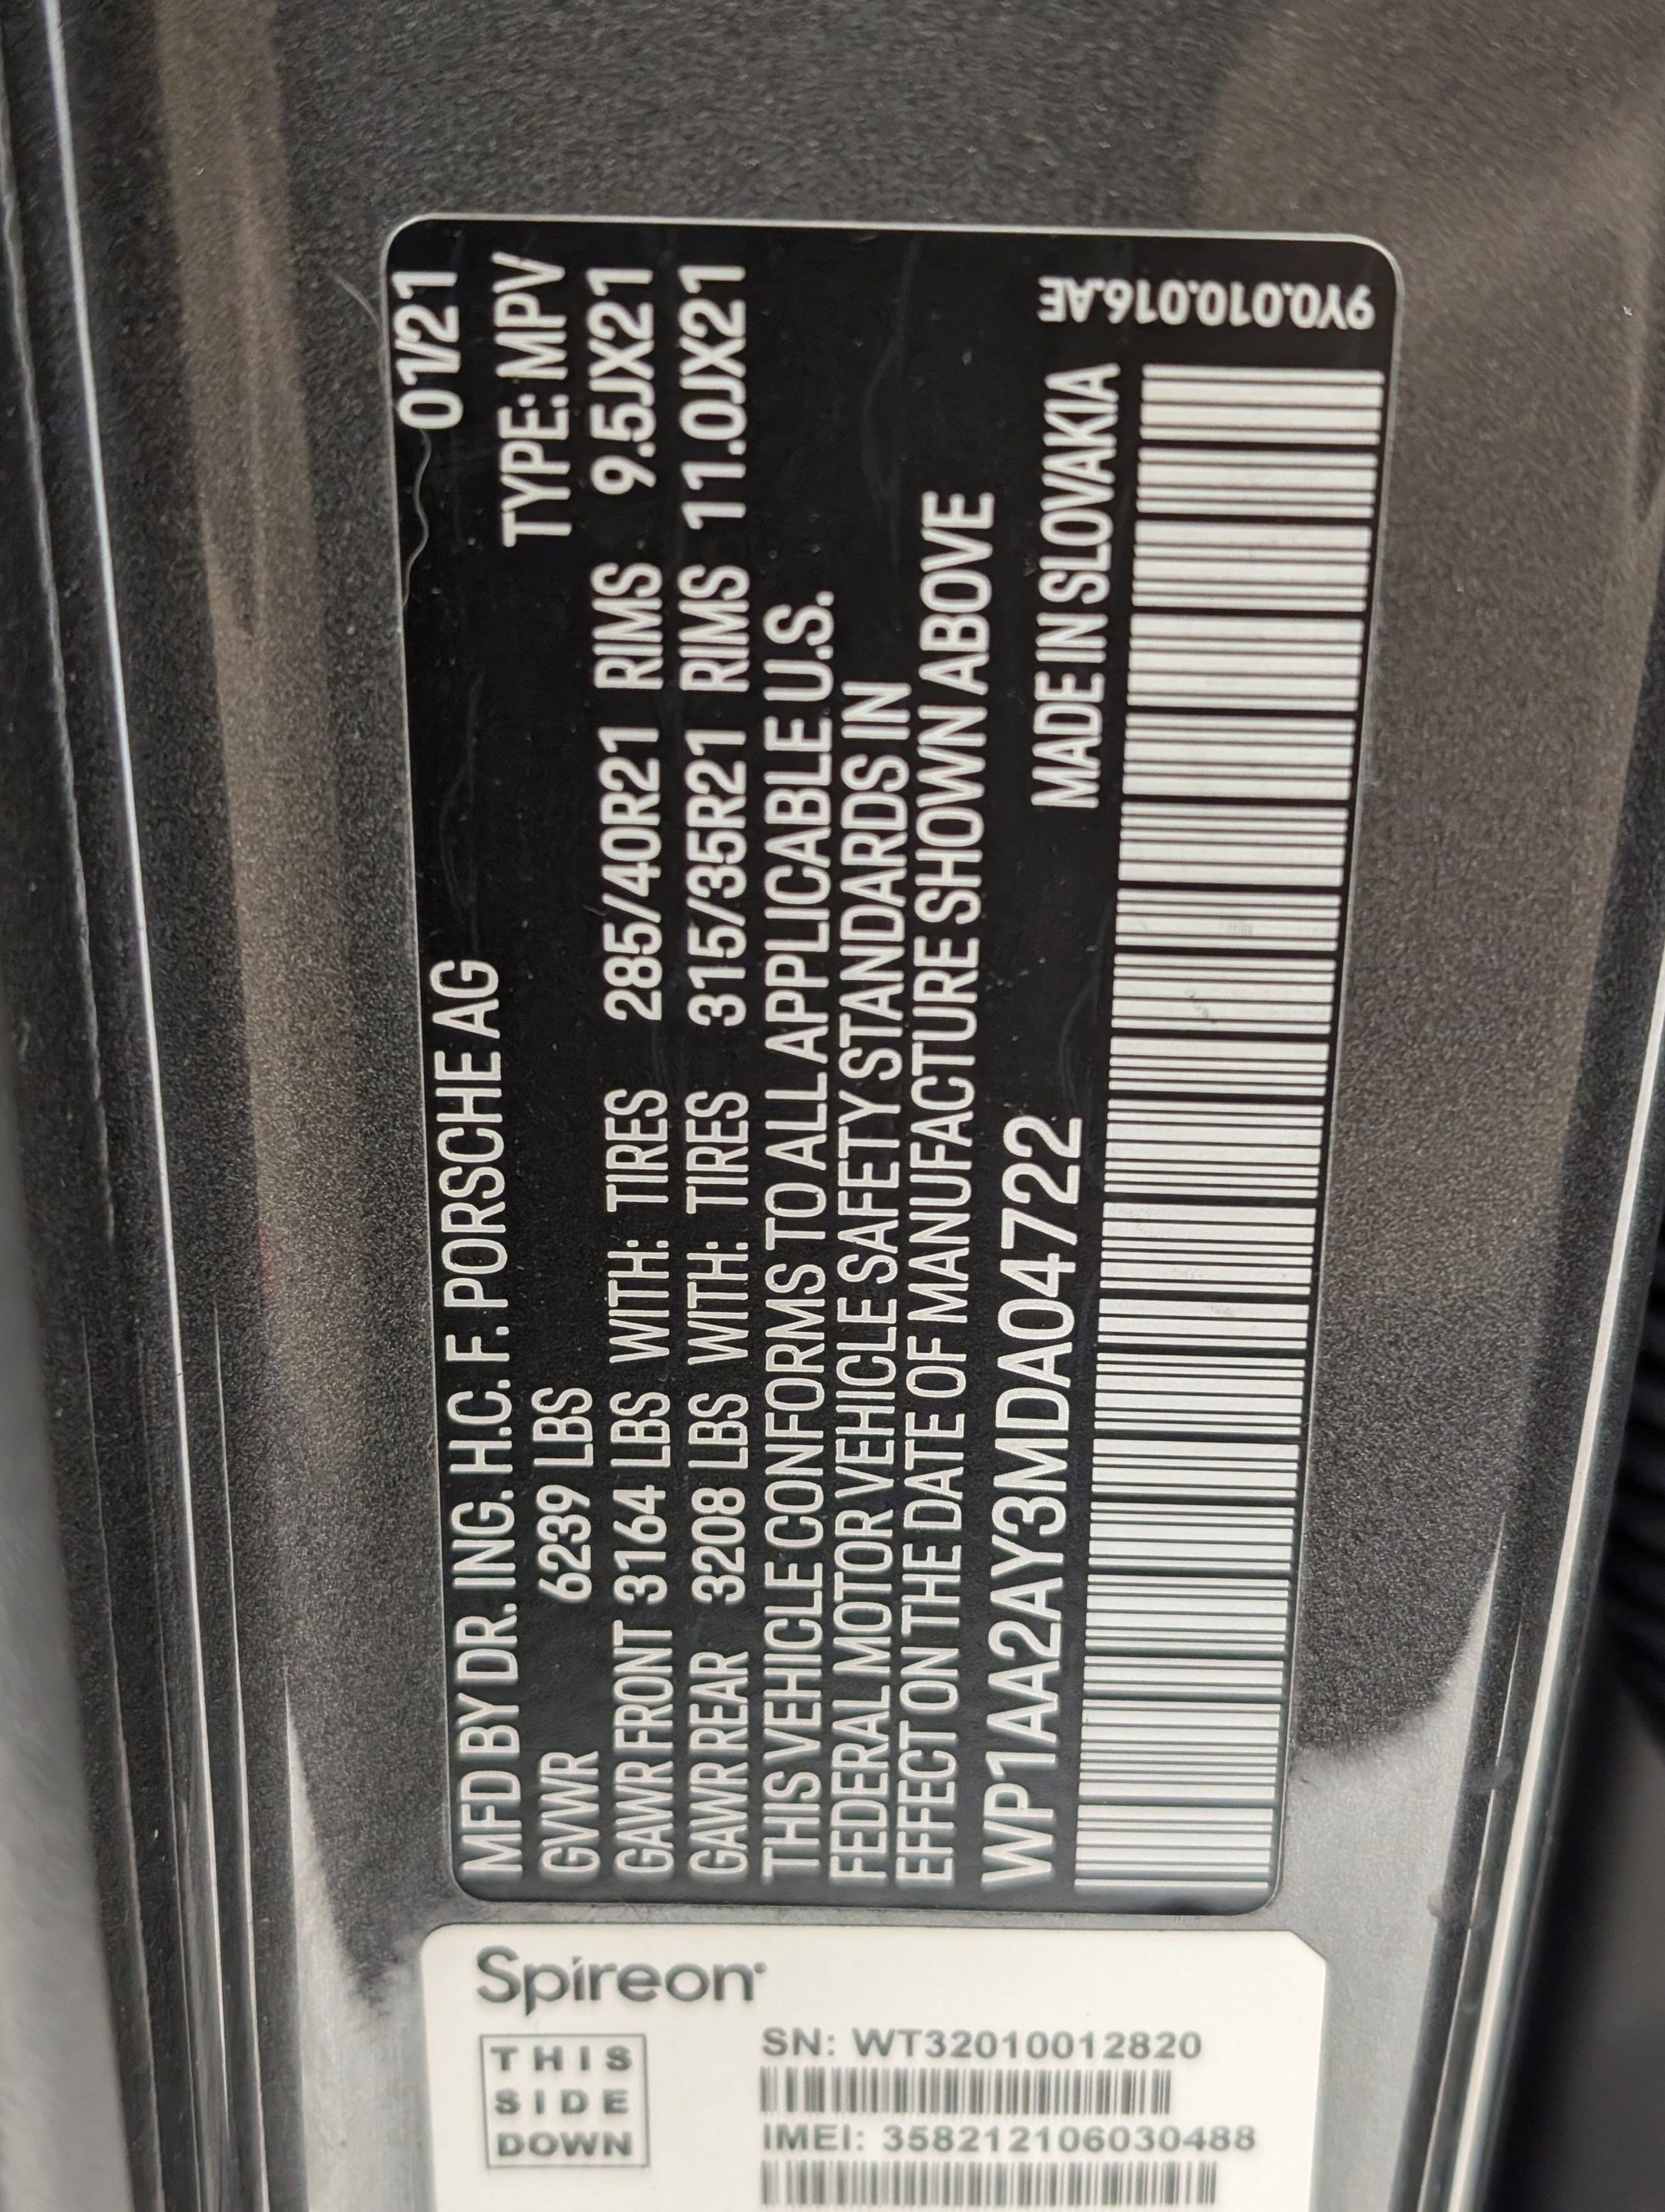 MFD BY DR. ING. H.C. F. PORSCHE AG 01/21
GVWR 6239 LBS TYPE: MPV
GAWR FRONT 3164 LBS WITH: TIRES 285/40R21 RIMS 9.5JX21
GAWR REAR 3208 LBS WITH: TIRES 315/35R21 RIMS 11.0JX21
THIS VEHICLE CONFORMS TO ALL APPLICABLE U.S.
FEDERAL MOTOR VEHICLE SAFETY STANDARDS IN
EFFECT ON THE DATE OF MANUFACTURE SHOWN ABOVE
WP1AA2AY3MDA04722 MADE IN SLOVAKIA
9Y0.010.016.AE
Spireon
THIS
SIDE
DOWN
SN: WT32010012820
IMEI: 358212106030488